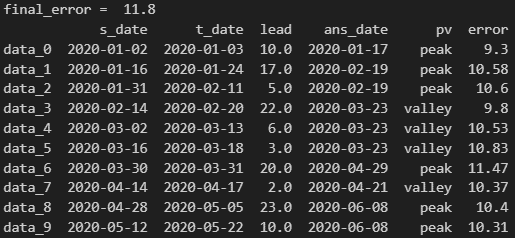 final_error =  11.8
s_date t_date lead ans_date pv error
data_0 2020-01-02 2020-01-03 10.0 2020-01-17 peak 9.3
data_1 2020-01-16 2020-01-24 17.0 2020-02-19 peak 10.58
data_2 2020-01-31 2020-02-11 5.0 2020-02-19 peak 10.6
data_3 2020-02-14 2020-02-20 22.0 2020-03-23 valley 9.8
data_4 2020-03-02 2020-03-13 6.0 2020-03-23 valley 10.53
data_5 2020-03-16 2020-03-18 3.0 2020-03-23 valley 10.83
data_6 2020-03-30 2020-03-31 20.0 2020-04-29 peak 11.47
data_7 2020-04-14 2020-04-17 2.0 2020-04-21 valley 10.37
data_8 2020-04-28 2020-05-05 23.0 2020-06-08 peak 10.4
data_9 2020-05-12 2020-05-22 10.0 2020-06-08 peak 10.31